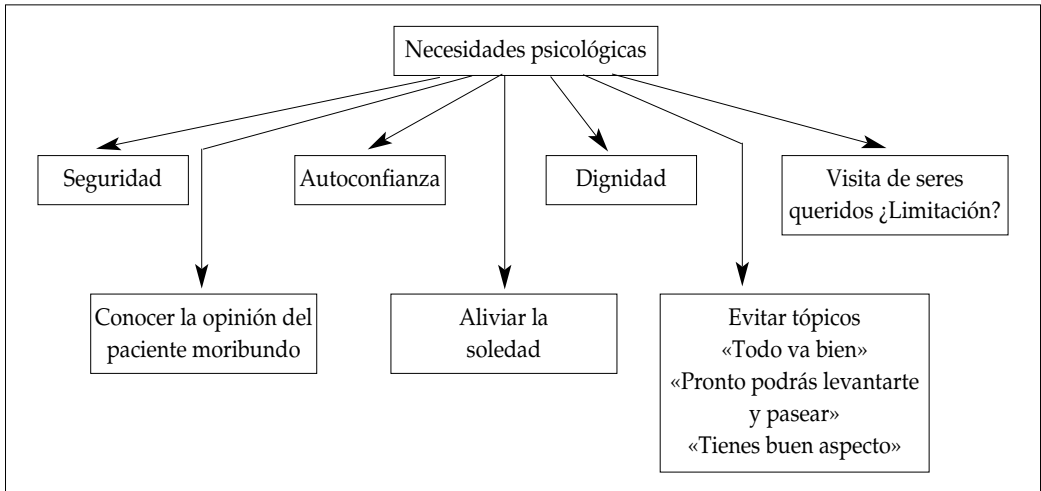 Necesidades psicológicas
Seguridad
Autoconfianza
Dignidad
Visita de seres
queridos ¿Limitación?
Conocer la opinión del
paciente moribundo
Aliviar la
soledad
Evitar tópicos
«Todo va bien»
«Pronto podrás levantarte
y pasear»
«Tienes buen aspecto»